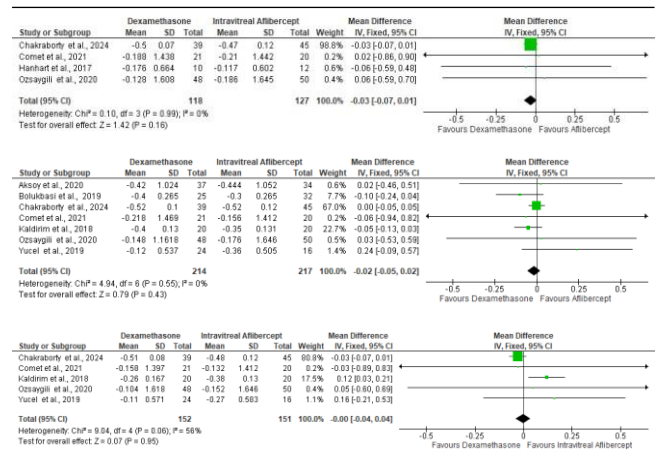 Dexamethasone Intravitreal Aflibercept Mean Difference Mean Difference
Study or Subgroup Mean SD Total Mean SD Total Weight IV, Fixed, 95% CI IV, Fixed, 95% CI
Chakraborty et al., 2024 -0.5 0.07 39 -0.47 0.12 45 98.8% -0.03 [-0.07, 0.01]
Comet et al., 2021 -0.188 1.438 21 -0.21 1.442 20 0.02 [-0.86, 0.90]
Hanhart et al., 2017 -0.176 0.664 10 -0.117 0.602 12 -0.06 [-0.59, 0.48]
Ozsaygili et al., 2020 -0.128 1.608 48 -0.186 1.645 50 0.06 [-0.59, 0.70]
Total (95% CI) 118 127 100.0% -0.03 [-0.07, 0.01]
Heterogeneity: Chi² = 0.10, df = 3 (P = 0.99); I² = 0%
Test for overall effect: Z = 1.42 (P = 0.16)
-0.5 -0.25 0 0.25 0.5
Favours Dexamethasone Favours Aflibercept
Dexamethasone Intravitreal Aflibercept Mean Difference Mean Difference
Study or Subgroup Mean SD Total Mean SD Total Weight IV, Fixed, 95% CI IV, Fixed, 95% CI
Aksoy et al., 2020 -0.42 1.024 37 -0.444 1.052 34 0.6% 0.02 [-0.46, 0.51]
Bolukbasi et al., 2019 -0.4 0.265 25 -0.3 0.265 32 7.7% -0.10 [-0.24, 0.04]
Chakraborty et al., 2024 -0.52 0.1 39 -0.52 0.12 45 67.0% 0.00 [-0.05, 0.05]
Comet et al., 2021 -0.218 1.469 21 -0.156 1.412 20 -0.06 [-0.94, 0.82]
Kaldirim et al., 2018 -0.4 0.13 20 -0.35 0.131 20 22.7% -0.05 [-0.13, 0.03]
Ozsaygili et al., 2020 -0.148 1.1618 48 -0.176 1.646 50 0.03 [-0.53, 0.59]
Yucel et al., 2019 -0.12 0.537 24 -0.36 0.505 16 0.24 [-0.09, 0.57]
Total (95% CI) 214 217 100.0% -0.02 [-0.05, 0.02]
Heterogeneity: Chi² = 4.94, df = 6 (P = 0.55); I² = 0%
Test for overall effect: Z = 0.79 (P = 0.43)
-0.5 -0.25 0 0.25 0.5
Favours Dexamethasone Favours Aflibercept
Dexamethasone Intravitreal Aflibercept Mean Difference Mean Difference
Study or Subgroup Mean SD Total Mean SD Total Weight IV, Fixed, 95% CI IV, Fixed, 95% CI
Chakraborty et al., 2024 -0.51 0.08 39 -0.48 0.12 45 80.8% -0.03 [-0.07, 0.01]
Comet et al., 2021 -0.158 1.397 21 -0.132 1.412 20 -0.03 [-0.89, 0.83]
Kaldirim et al., 2018 -0.26 0.167 20 -0.38 0.13 20 17.5% 0.12 [0.03, 0.21]
Ozsaygili et al., 2020 -0.104 1.618 48 -0.152 1.646 50 0.05 [-0.60, 0.69]
Yucel et al., 2019 -0.11 0.571 24 -0.27 0.583 16 1.1% 0.16 [-0.21, 0.53]
Total (95% CI) 152 151 100.0% -0.00 [-0.04, 0.04]
Heterogeneity: Chi² = 9.04, df = 4 (P = 0.06); I² = 56%
Test for overall effect: Z = 0.07 (P = 0.95)
-0.5 -0.25 0 0.25 0.5
Favours Dexamethasone Favours Intravitreal Aflibercept